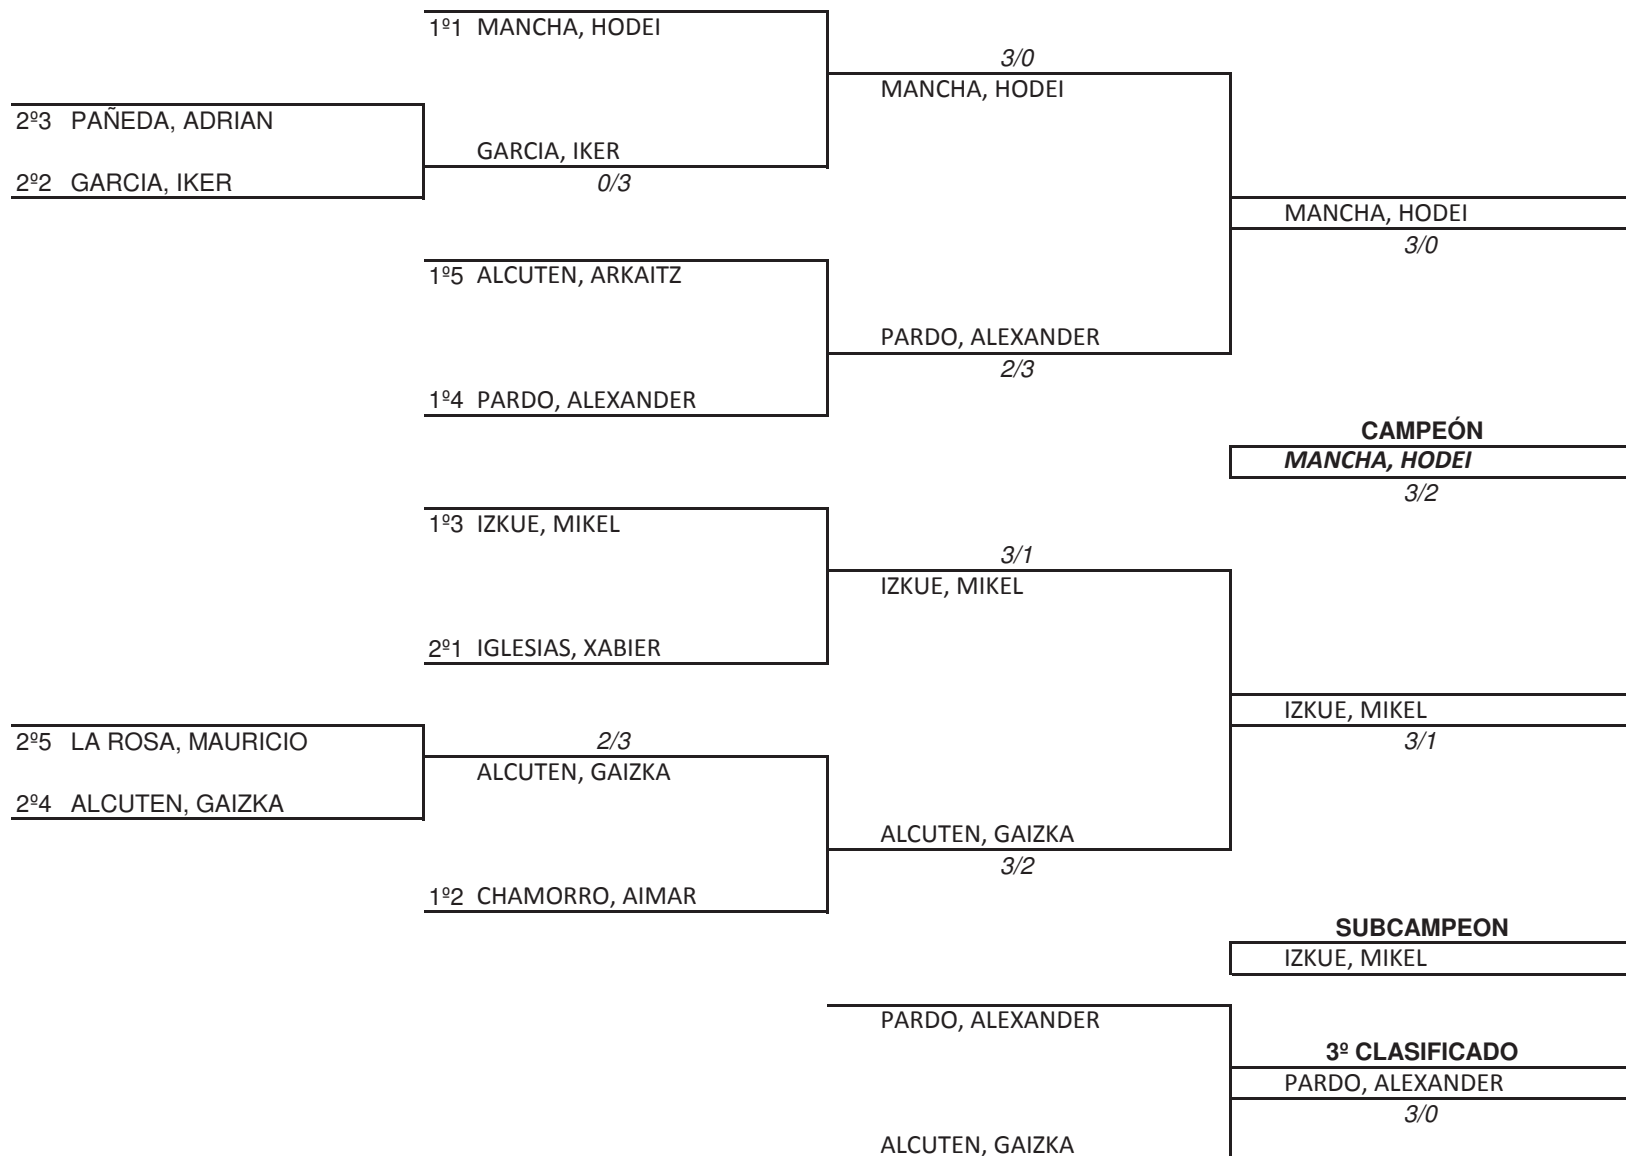 1º1 MANCHA, HODEI
3/0
MANCHA, HODEI
2º3 PAÑEDA, ADRIAN
GARCIA, IKER
2º2 GARCIA, IKER
0/3
MANCHA, HODEI
3/0
1º5 ALCUTEN, ARKAITZ
PARDO, ALEXANDER
2/3
1º4 PARDO, ALEXANDER
CAMPEÓN
MANCHA, HODEI
3/2
1º3 IZKUE, MIKEL
3/1
IZKUE, MIKEL
2º1 IGLESIAS, XABIER
IZKUE, MIKEL
3/1
2º5 LA ROSA, MAURICIO
2/3
ALCUTEN, GAIZKA
2º4 ALCUTEN, GAIZKA
ALCUTEN, GAIZKA
3/2
1º2 CHAMORRO, AIMAR
SUBCAMPEON
IZKUE, MIKEL
PARDO, ALEXANDER
3º CLASIFICADO
PARDO, ALEXANDER
3/0
ALCUTEN, GAIZKA